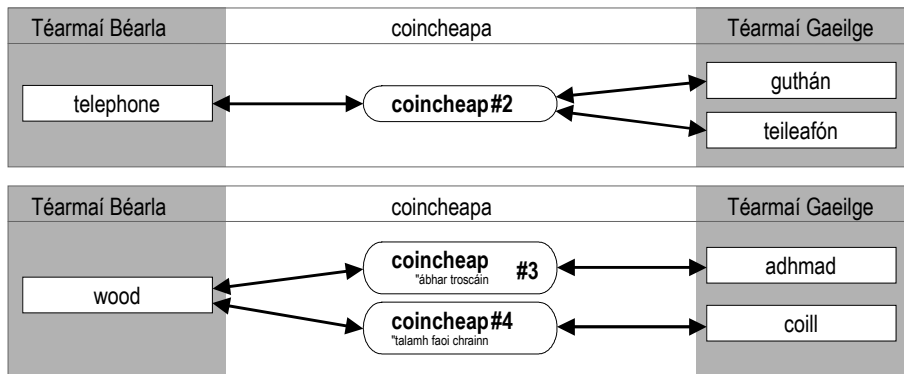 Téarmaí Béarla coincheapa Téarmaí Gaeilge
telephone coincheap#2 guthán
teileafón
Téarmaí Béarla coincheapa Téarmaí Gaeilge
wood coincheap #3 adhmad
"ábhar troscáin
coincheap#4 coill
"talamh faoi chrainn